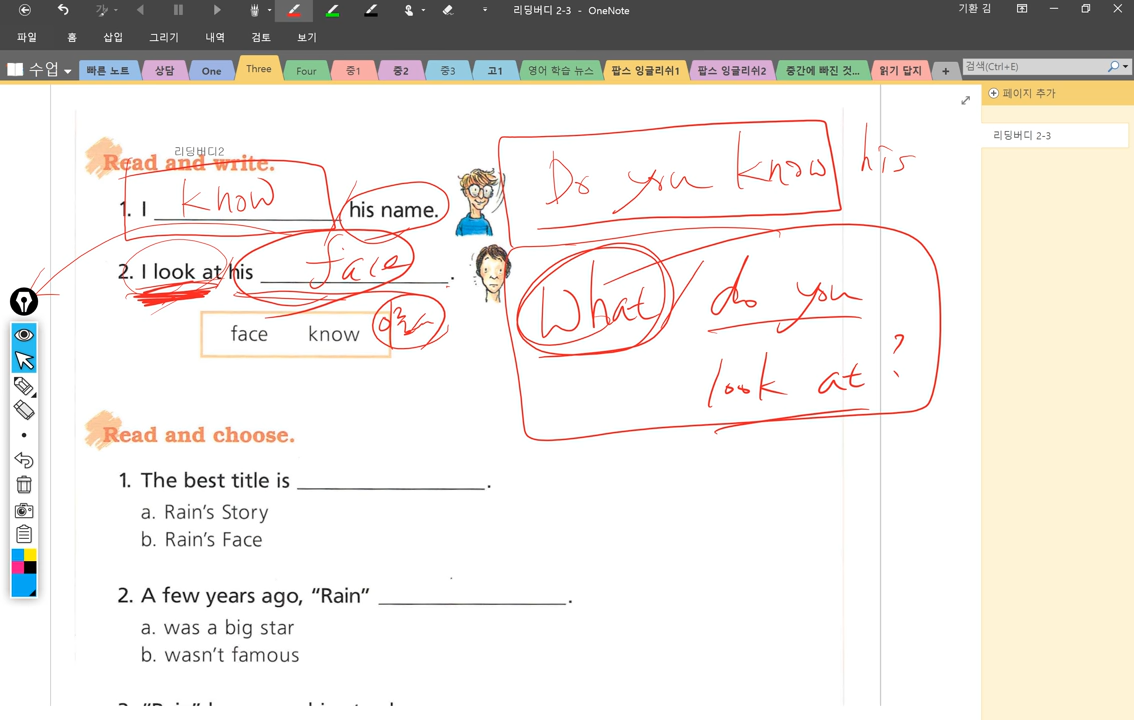 리딩버디 2-3 - OneNote
기환 김
파일 홈 삽입 그리기 내역 검토 보기
수업 빠른 노트 상담 One Three Four 중1 중2 중3 고1 영어 학습 뉴스 팝스 잉글리쉬1 팝스 잉글리쉬2 중간에 빠진 것... 읽기 답지 + 검색(Ctrl+E)
페이지 추가
리딩버디 2-3
리딩버디2
Read and write.
1. I know his name.
2. I look at his face.
face know 얼굴
Do you know his
What do you
look at?
Read and choose.
1. The best title is ____.
a. Rain's Story
b. Rain's Face
2. A few years ago, “Rain” ____.
a. was a big star
b. wasn't famous